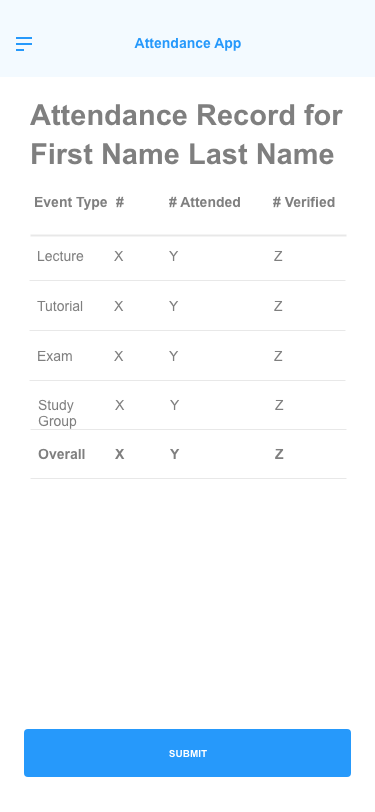 Attendance App
Attendance Record for
First Name Last Name
Event Type # # Attended # Verified
Lecture X Y Z
Tutorial X Y Z
Exam X Y Z
Study
Group X Y Z
Overall X Y Z
SUBMIT